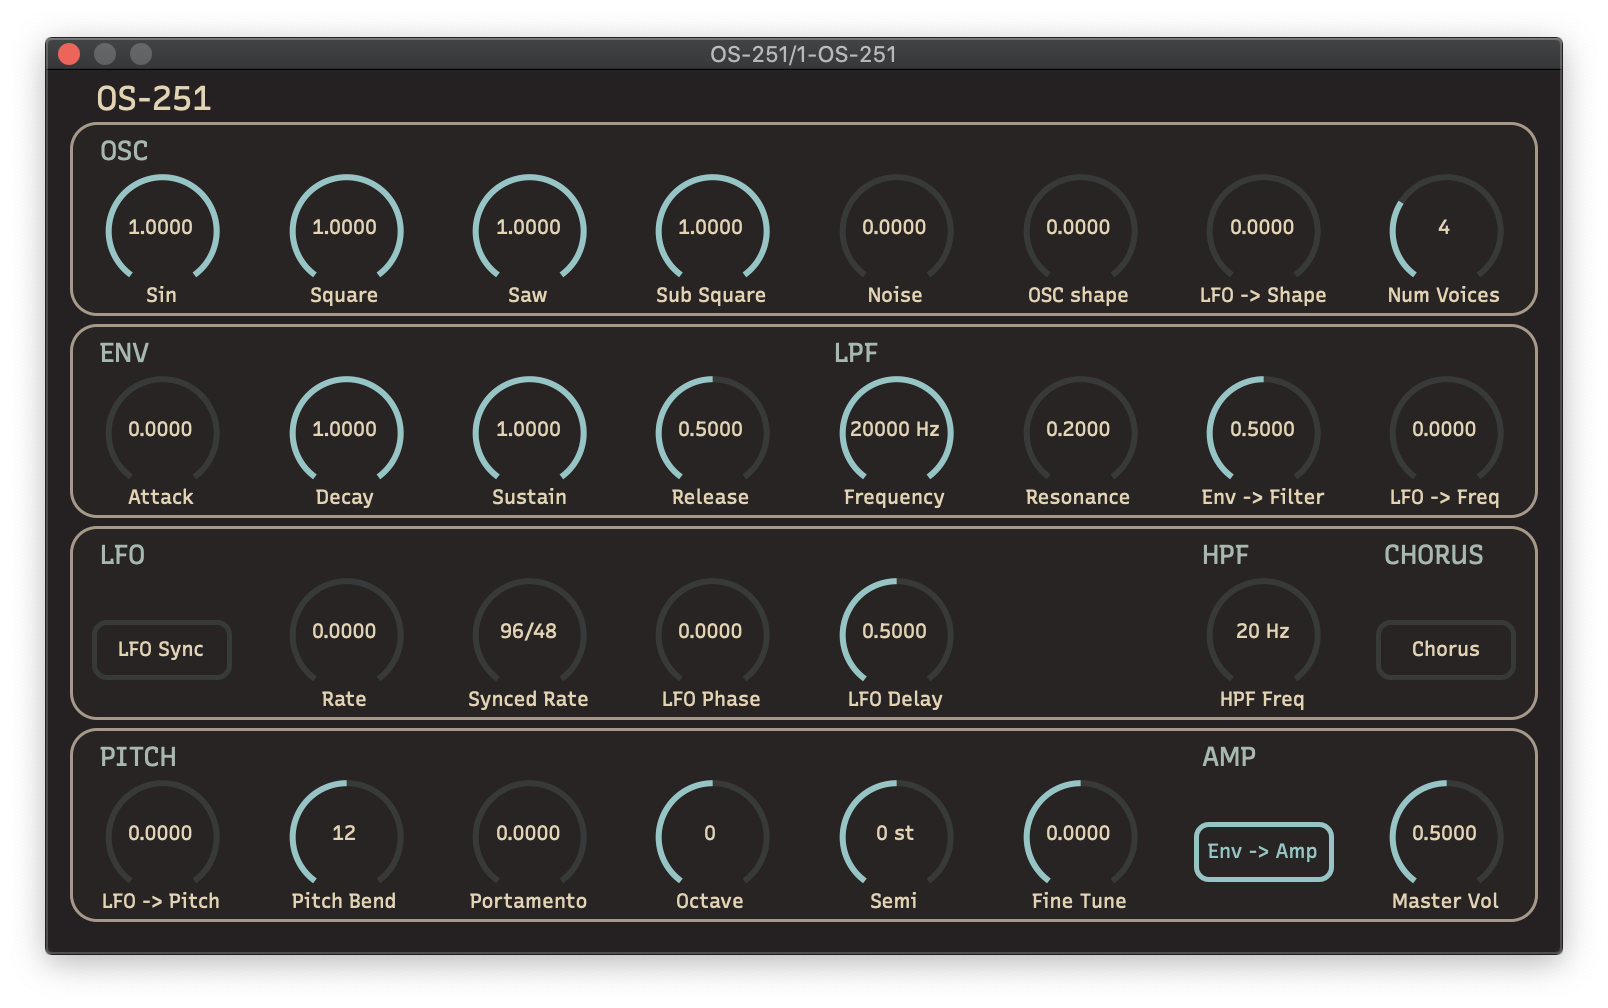 OS-251/1-OS-251
OS-251
OSC
1.0000 1.0000 1.0000 1.0000 0.0000 0.0000 0.0000 4
Sin Square Saw Sub Square Noise OSC shape LFO -> Shape Num Voices
ENV LPF
0.0000 1.0000 1.0000 0.5000 20000 Hz 0.2000 0.5000 0.0000
Attack Decay Sustain Release Frequency Resonance Env -> Filter LFO -> Freq
LFO HPF CHORUS
0.0000 96/48 0.0000 0.5000 20 Hz
LFO Sync Chorus
Rate Synced Rate LFO Phase LFO Delay HPF Freq
PITCH AMP
0.0000 12 0.0000 0 0 st 0.0000 0.5000
Env -> Amp
LFO -> Pitch Pitch Bend Portamento Octave Semi Fine Tune Master Vol